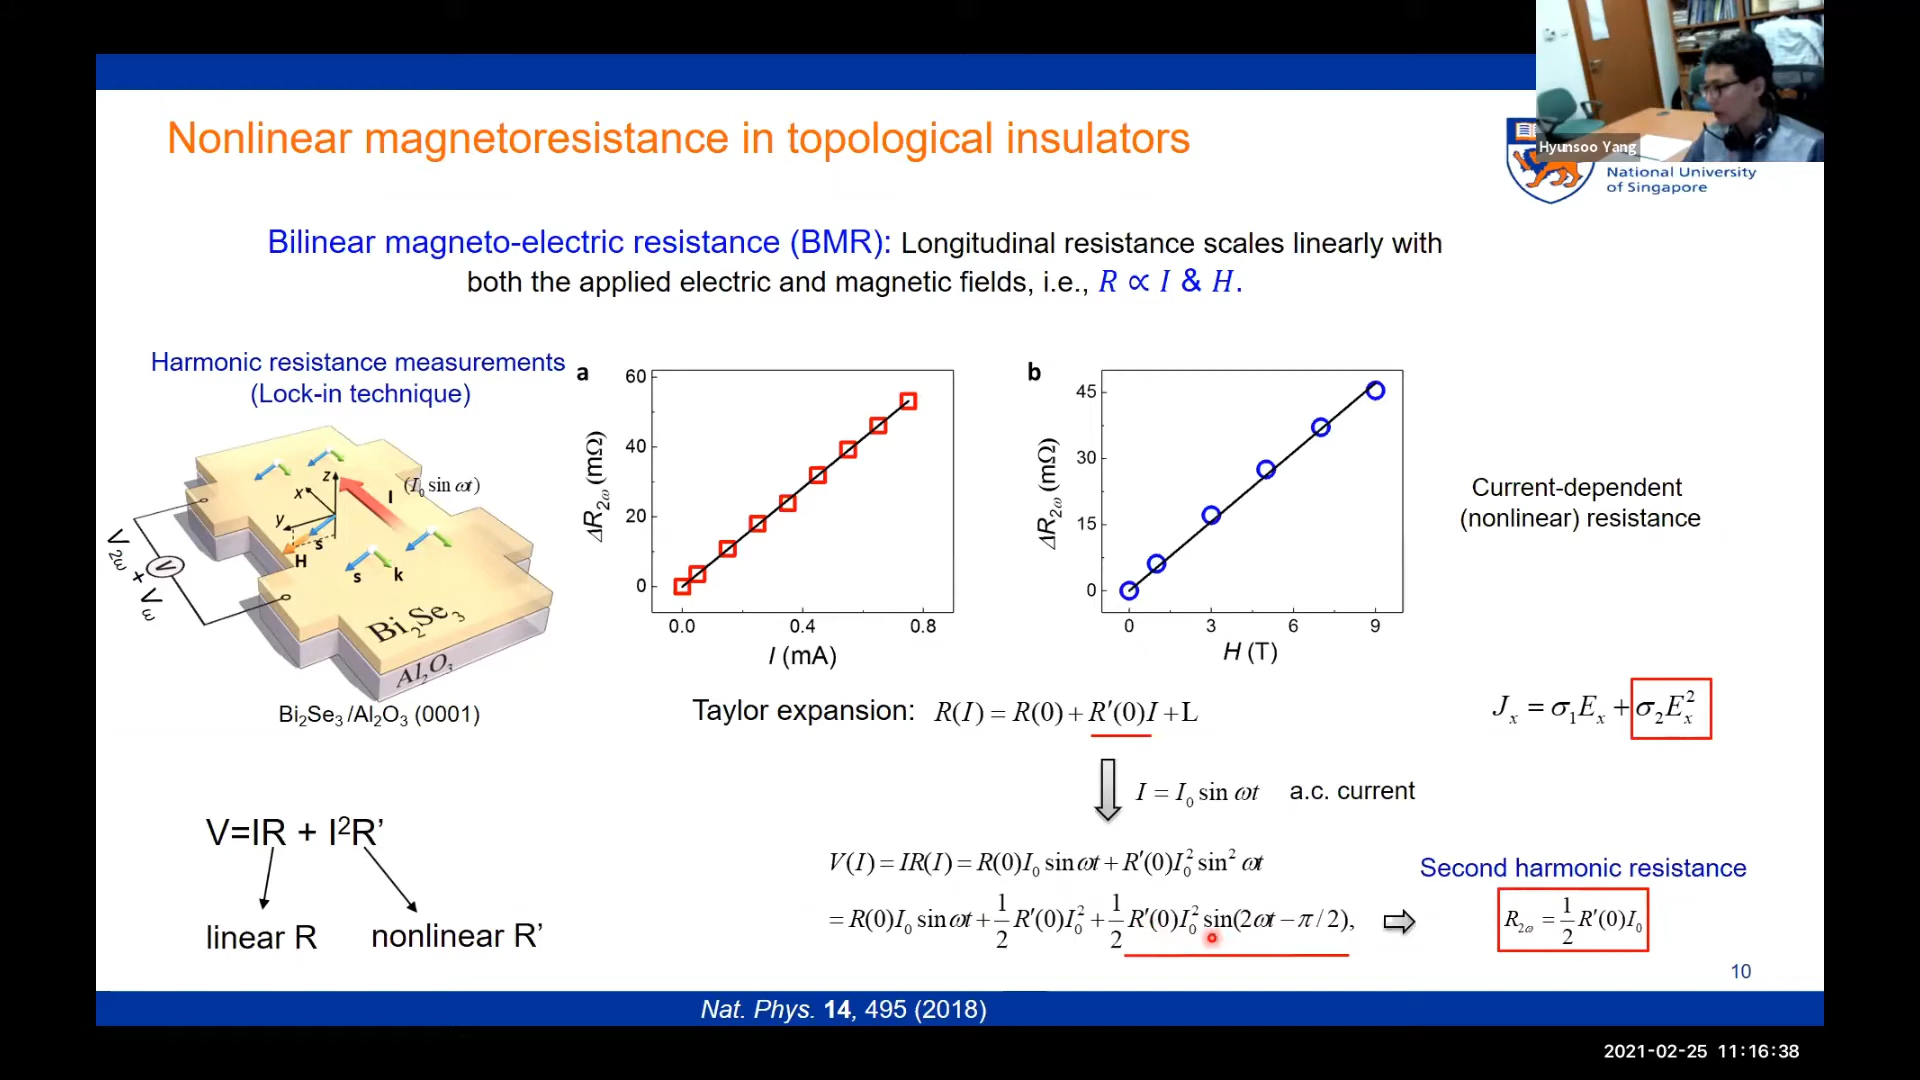 Hyunsoo Yang
Nonlinear magnetoresistance in topological insulators
National University
of Singapore
Bilinear magneto-electric resistance (BMR): Longitudinal resistance scales linearly with
both the applied electric and magnetic fields, i.e., R ∝ I & H.
Harmonic resistance measurements
(Lock-in technique)
z
x
y
I (I₀ sin ωt)
s
H
s k
V
V₂ω + Vω
Bi₂Se₃
Al₂O₃
Bi₂Se₃ /Al₂O₃ (0001)
a
60
40
20
0
ΔR₂ω (mΩ)
0.0 0.4 0.8
I (mA)
b
45
30
15
0
ΔR₂ω (mΩ)
0 3 6 9
H (T)
Current-dependent
(nonlinear) resistance
Taylor expansion: R(I) = R(0) + R′(0)I + L
Jₓ = σ₁Eₓ + σ₂Eₓ²
I = I₀ sin ωt a.c. current
V=IR + I²R’
linear R nonlinear R’
V(I) = IR(I) = R(0)I₀ sin ωt + R′(0)I₀² sin² ωt
= R(0)I₀ sin ωt + 1/2 R′(0)I₀² + 1/2 R′(0)I₀² sin(2ωt − π / 2),
Second harmonic resistance
R₂ω = 1/2 R′(0)I₀
10
Nat. Phys. 14, 495 (2018)
2021-02-25 11:16:38